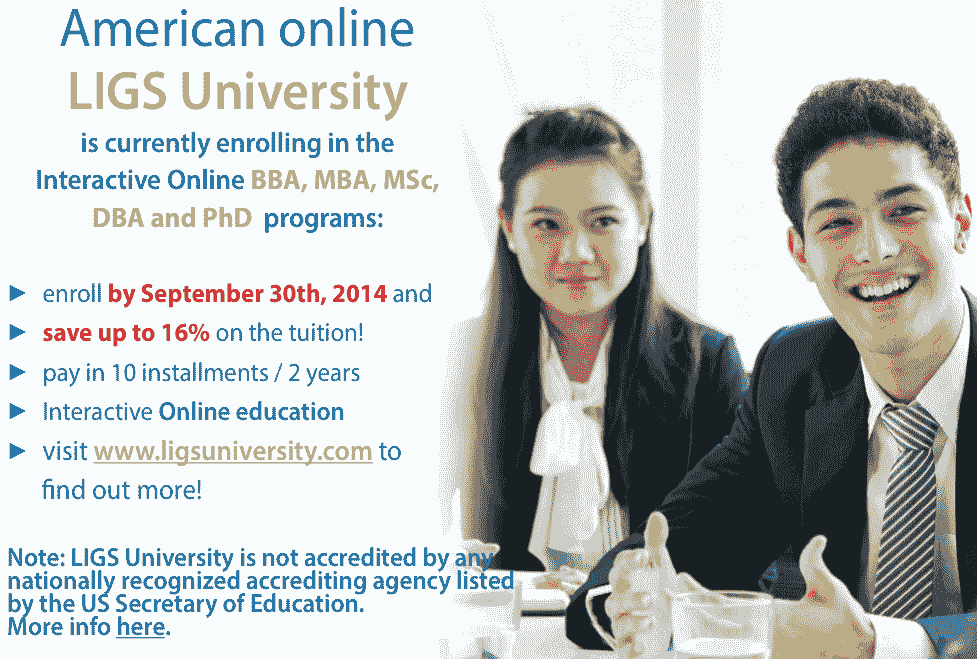 American online
LIGS University
is currently enrolling in the
Interactive Online BBA, MBA, MSc,
DBA and PhD programs:
► enroll by September 30th, 2014 and
► save up to 16% on the tuition!
► pay in 10 installments / 2 years
► Interactive Online education
► visit www.ligsuniversity.com to
find out more!
Note: LIGS University is not accredited by any
nationally recognized accrediting agency listed
by the US Secretary of Education.
More info here.